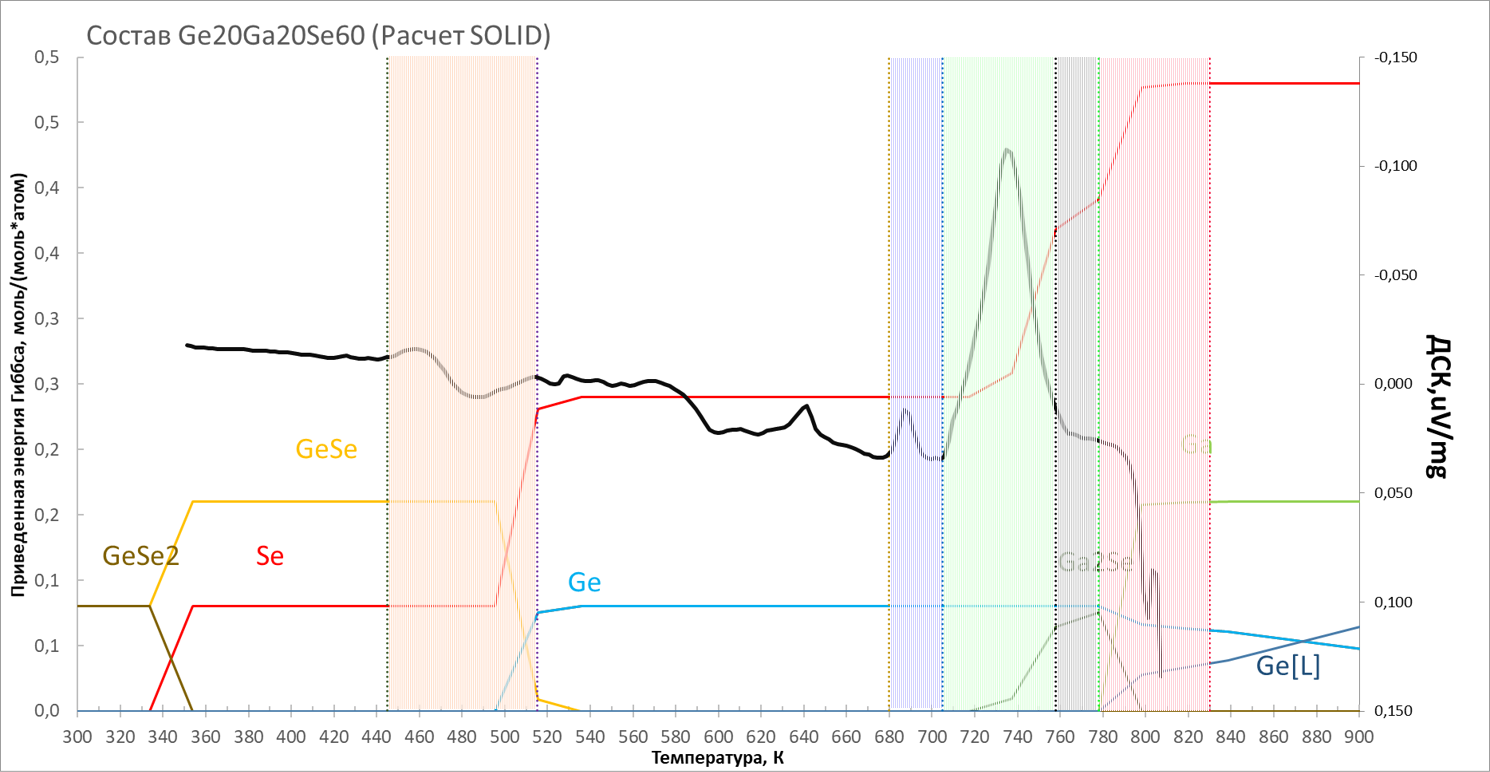 Состав Ge20Ga20Se60 (Расчет SOLID)
0,5
0,5
0,4
0,4
0,3
0,3
0,2
0,2
0,1
0,1
0,0
Приведенная энергия Гиббса, моль/(моль*атом)
-0,150
-0,100
-0,050
0,000
0,050
0,100
0,150
ДСК,uV/mg
GeSe
Ga
GeSe2
Se
Ga2Se
Ge
Ge[L]
300 320 340 360 380 400 420 440 460 480 500 520 540 560 580 600 620 640 660 680 700 720 740 760 780 800 820 840 860 880 900
Температура, К